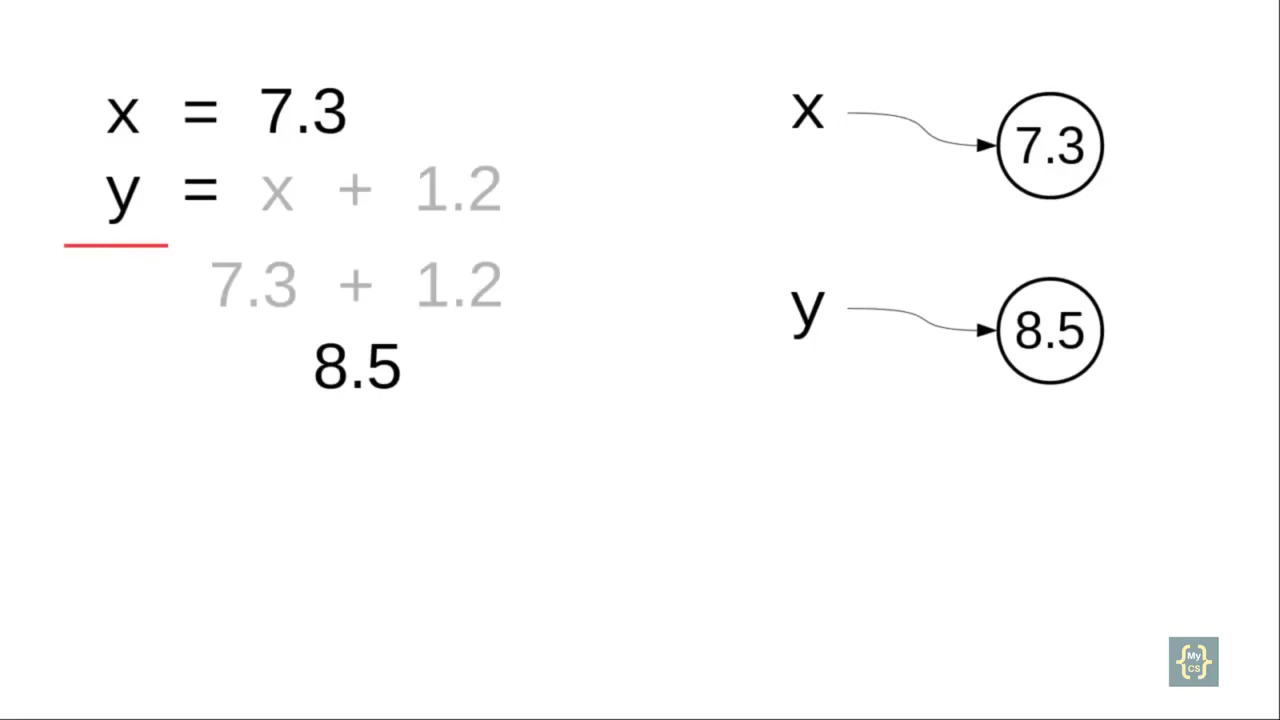 x = 7.3
y = x + 1.2
7.3 + 1.2
8.5
x 7.3
y 8.5
{My CS}